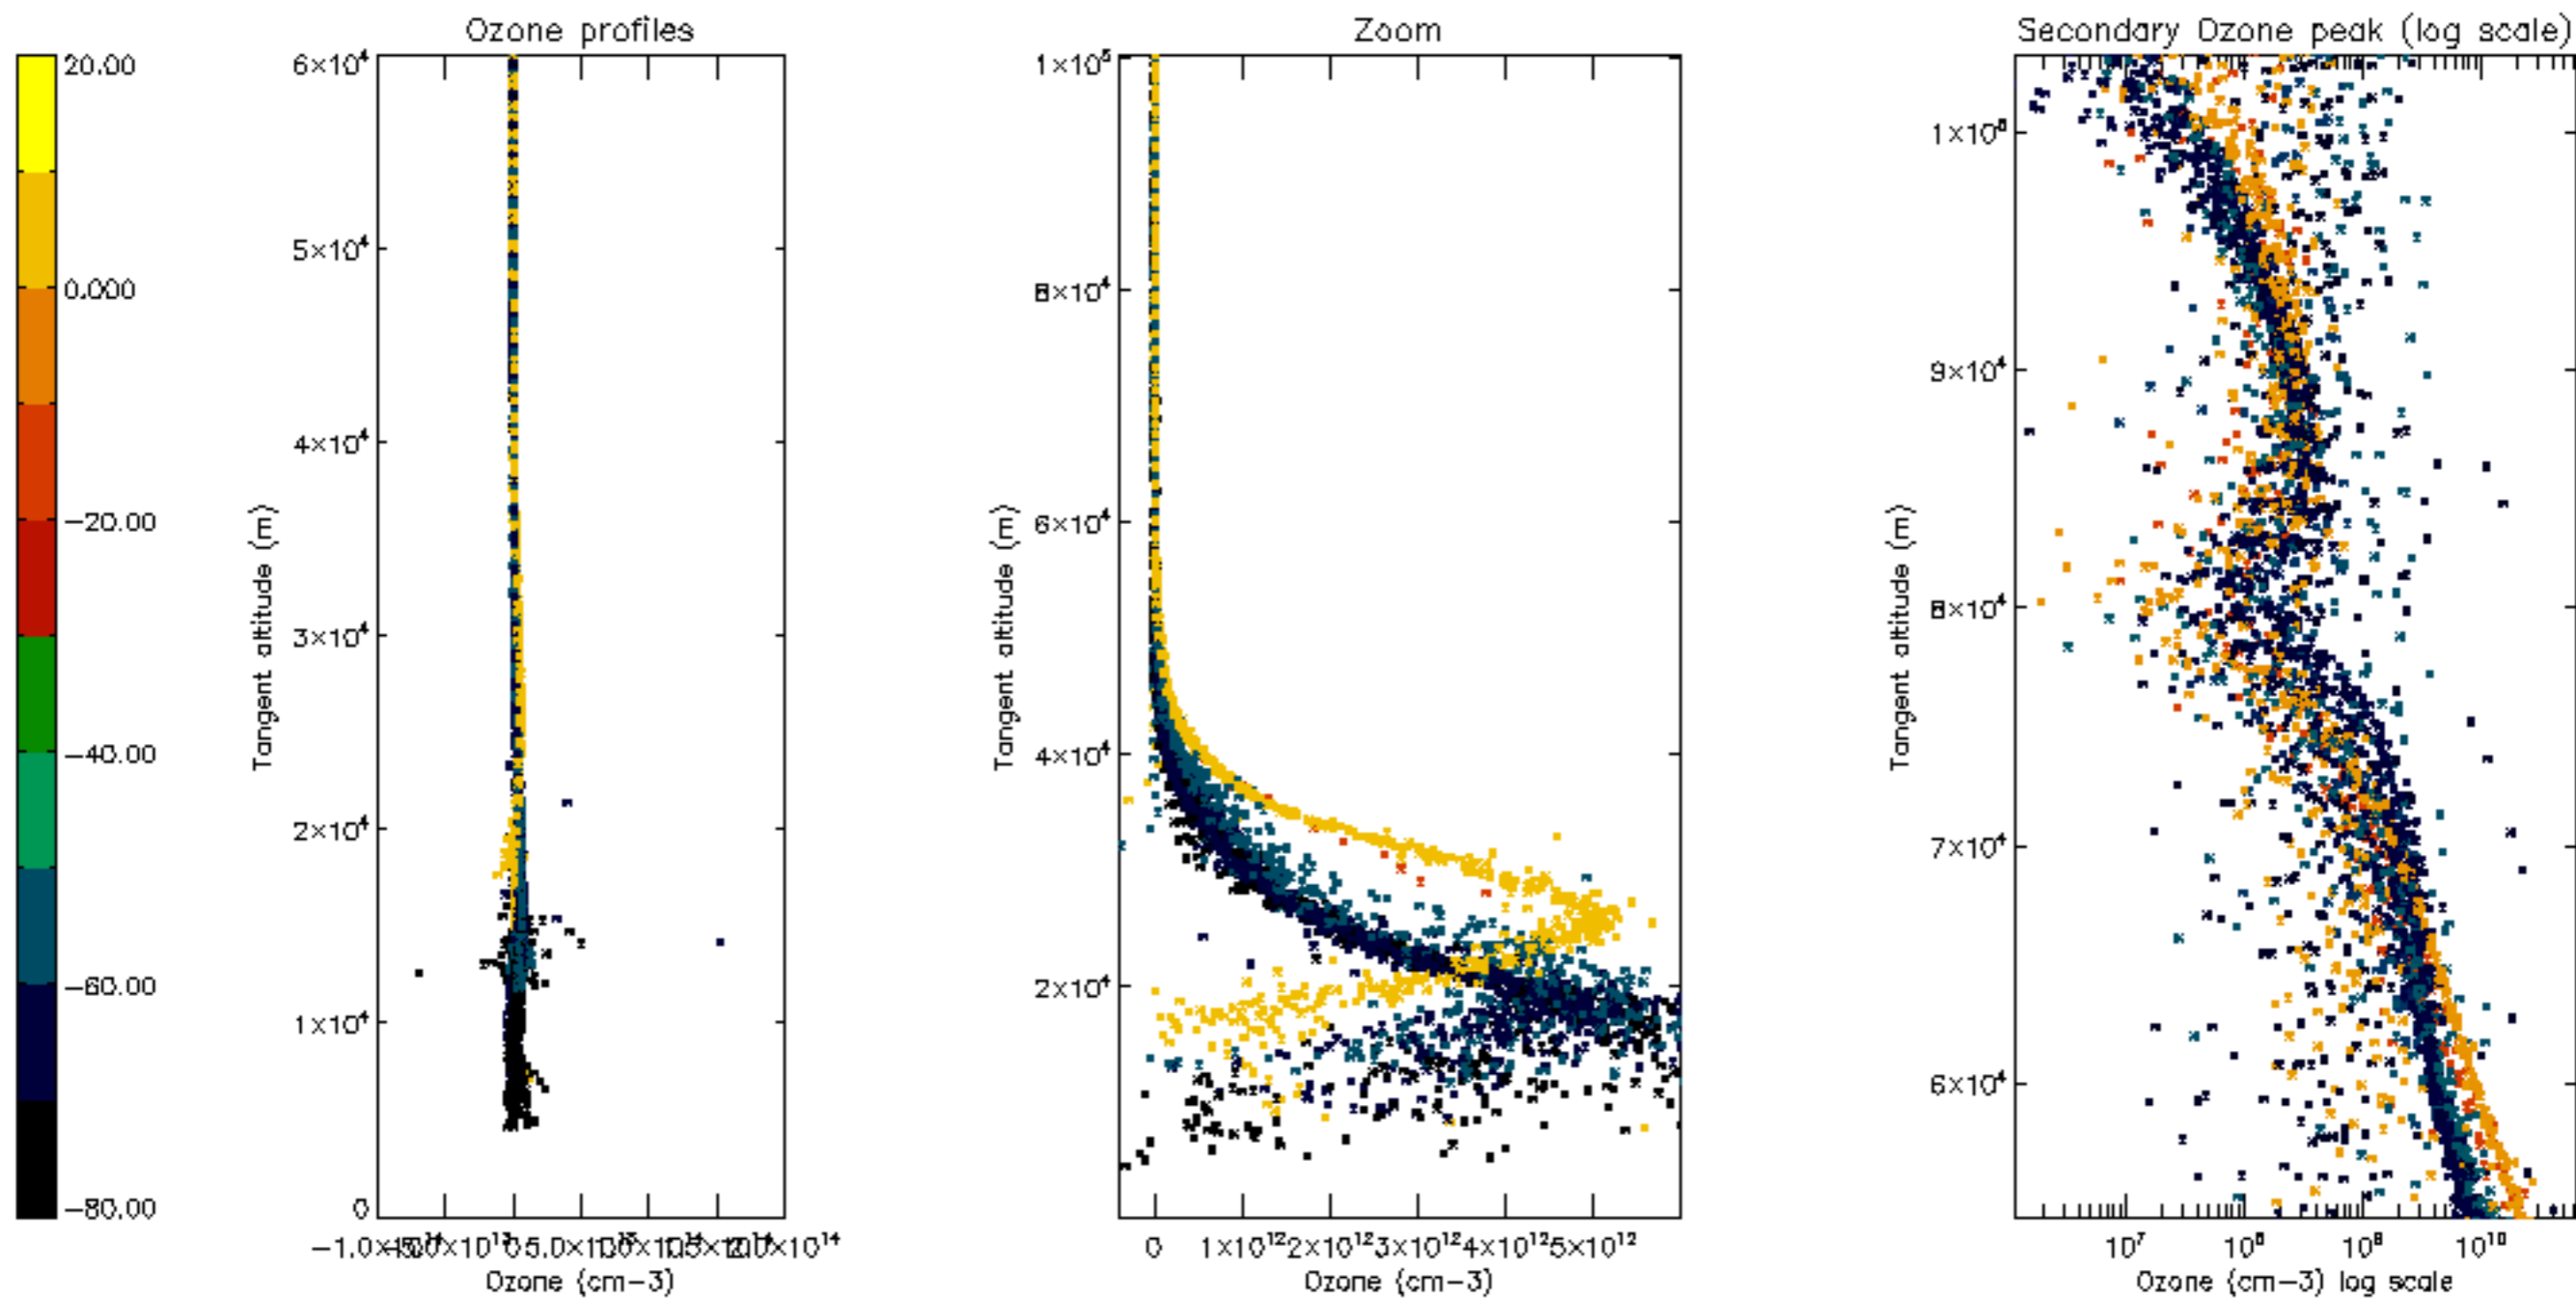 Ozone profiles
Zoom
Secondary Ozone peak (log scale)
20.00
0.000
−20.00
−40.00
−60.00
−80.00
Tangent altitude (m)
6×10⁴
5×10⁴
4×10⁴
3×10⁴
2×10⁴
1×10⁴
0
Ozone (cm−3)
Tangent altitude (m)
1×10⁵
8×10⁴
6×10⁴
4×10⁴
2×10⁴
0 1×10¹² 2×10¹² 3×10¹² 4×10¹² 5×10¹²
Ozone (cm−3)
Tangent altitude (m)
1×10⁵
9×10⁴
8×10⁴
7×10⁴
6×10⁴
10⁷ 10⁸ 10⁹ 10¹⁰
Ozone (cm−3) log scale